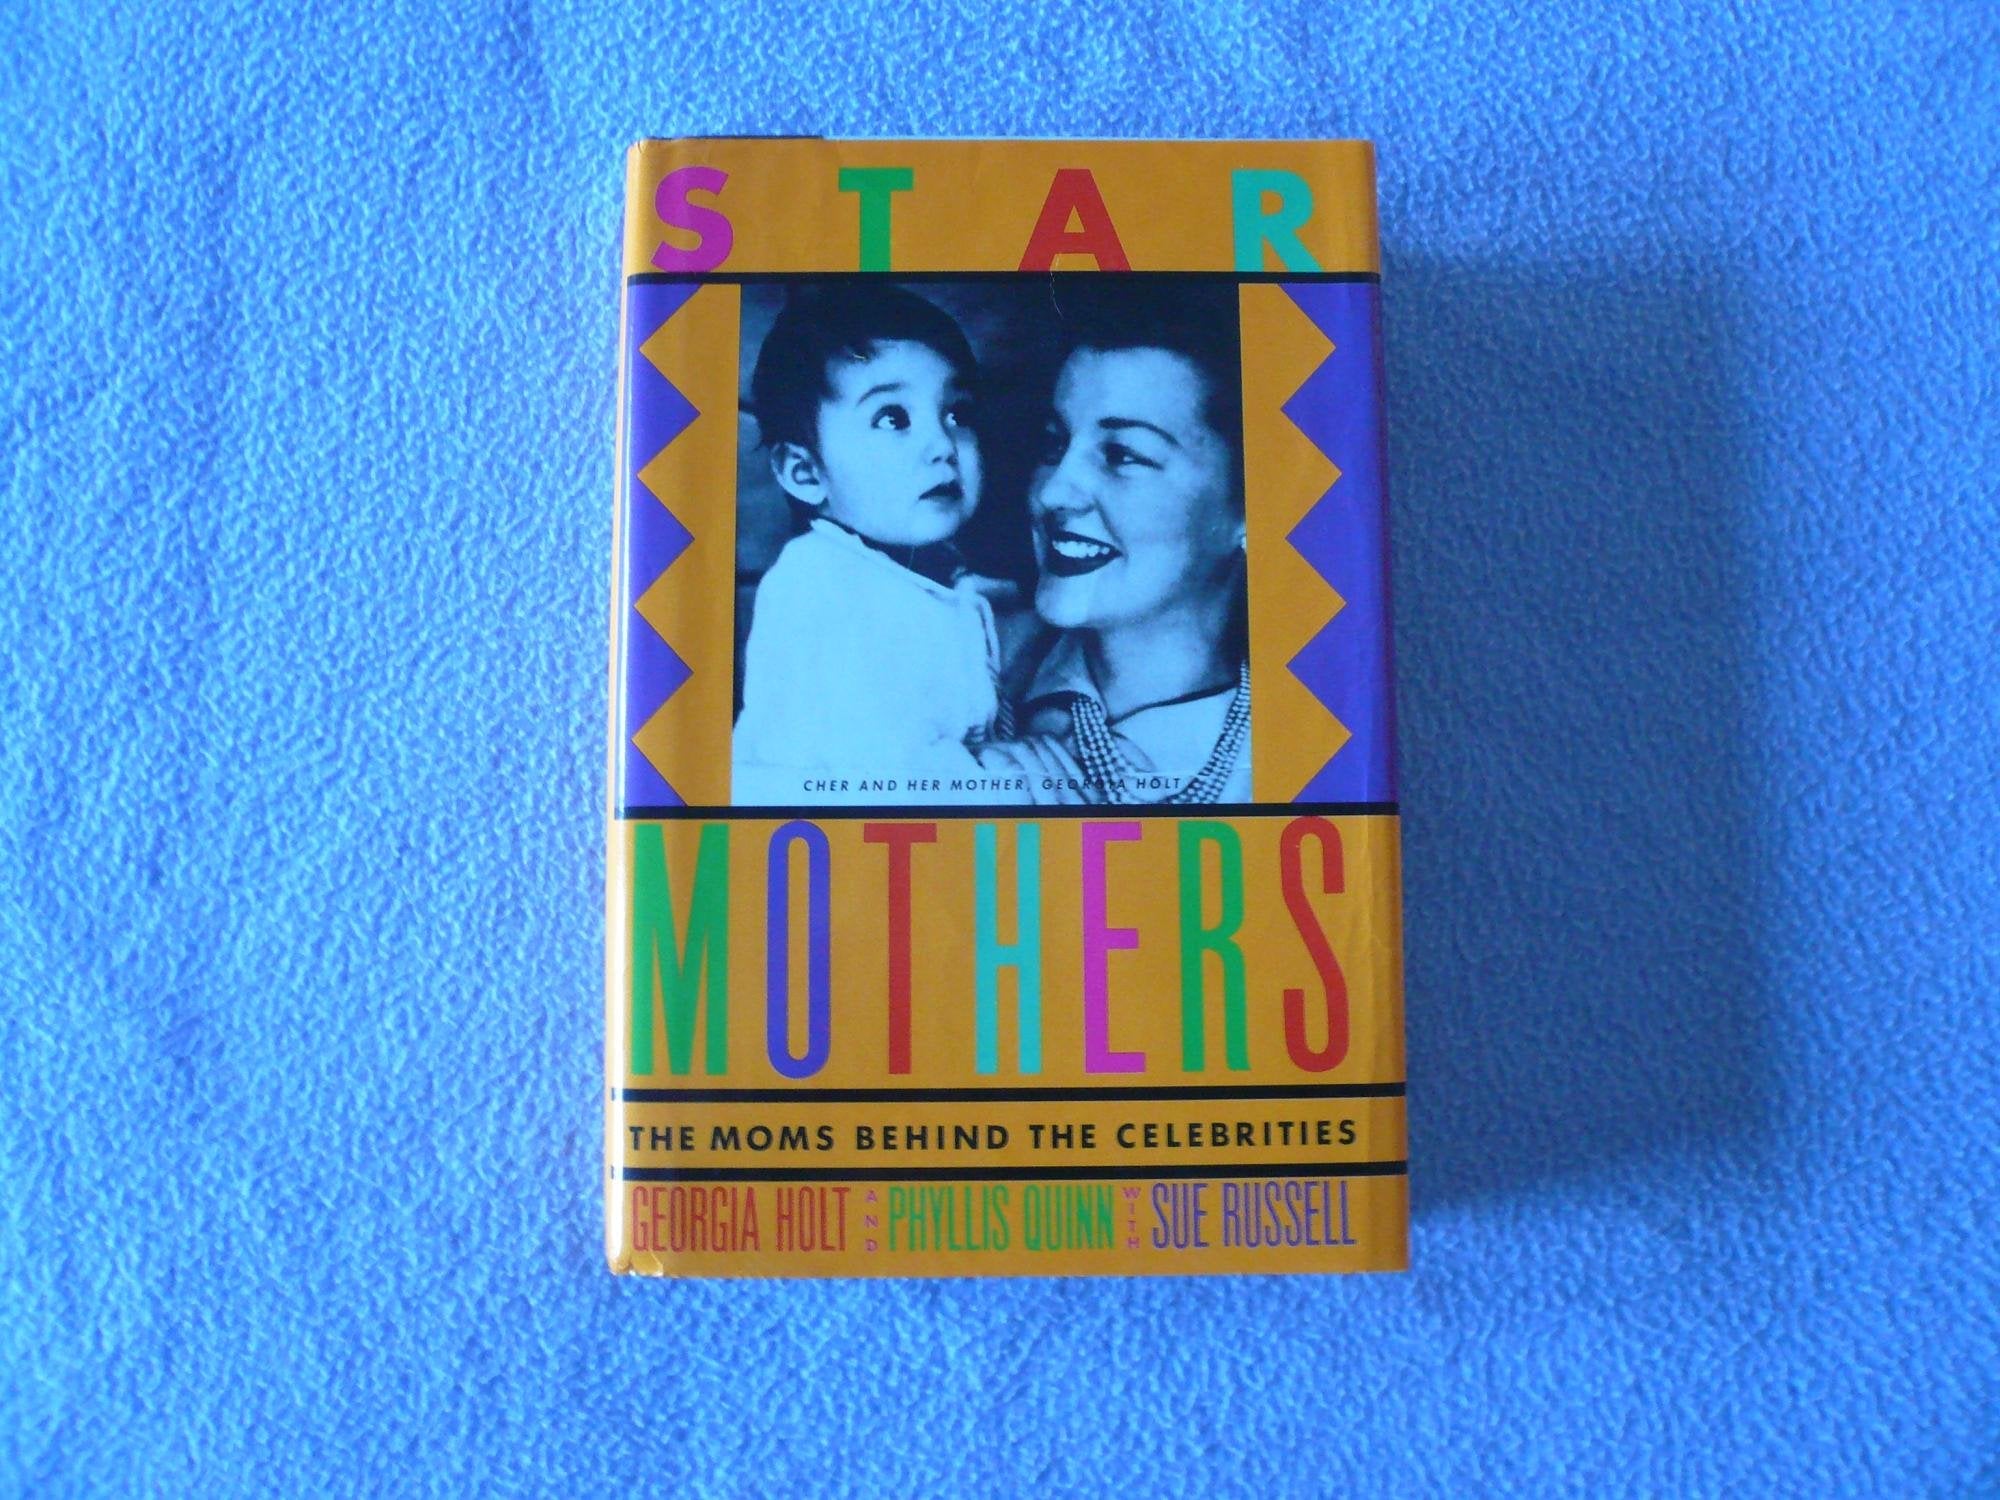 STAR
CHER AND HER MOTHER, GEORGIA HOLT
MOTHERS
THE MOMS BEHIND THE CELEBRITIES
GEORGIA HOLT AND PHYLLIS QUINN WITH SUE RUSSELL